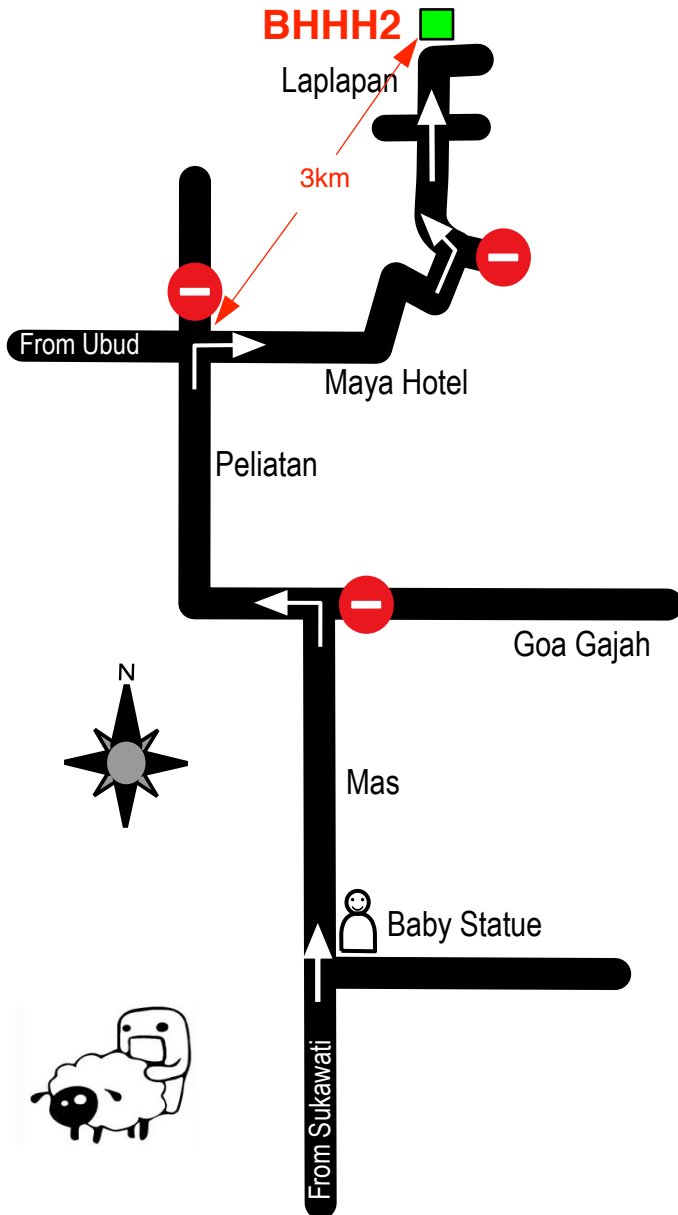 BHHH2
Laplapan
3km
From Ubud
Maya Hotel
Peliatan
Goa Gajah
N
Mas
Baby Statue
From Sukawati